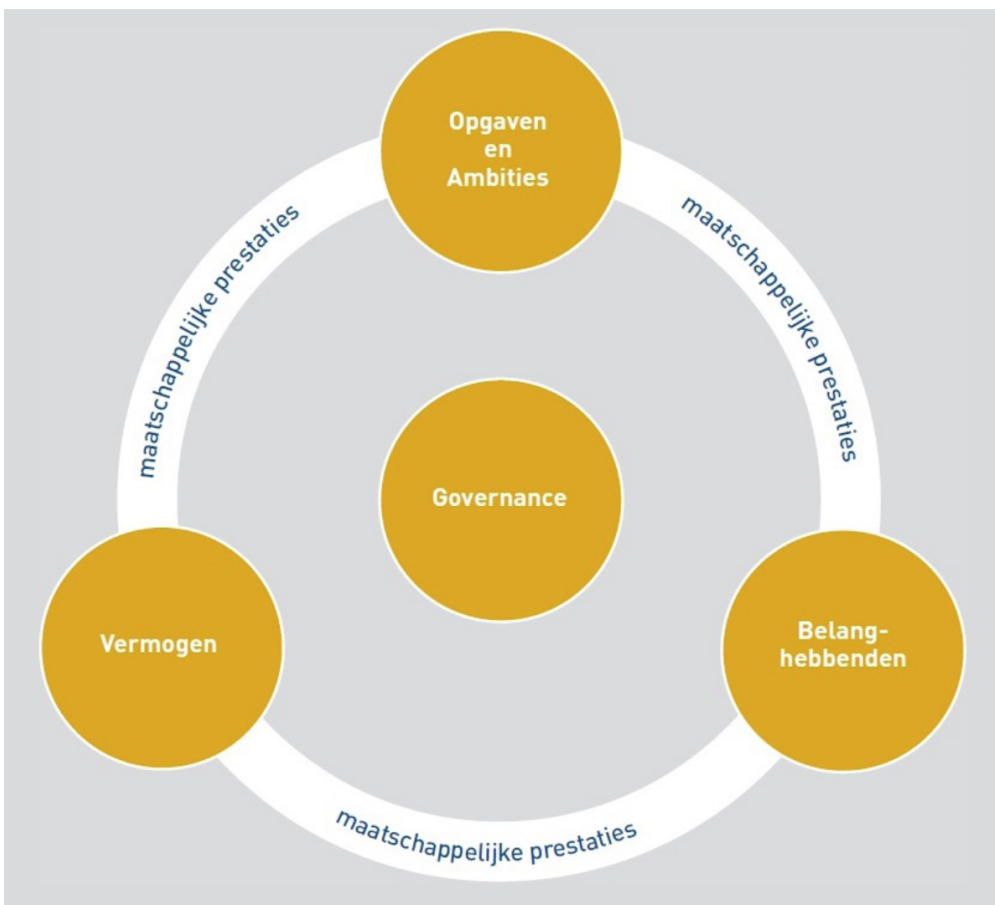 Opgaven
en
Ambities
maatschappelijke prestaties
maatschappelijke prestaties
Governance
Vermogen
Belang-
hebbenden
maatschappelijke prestaties